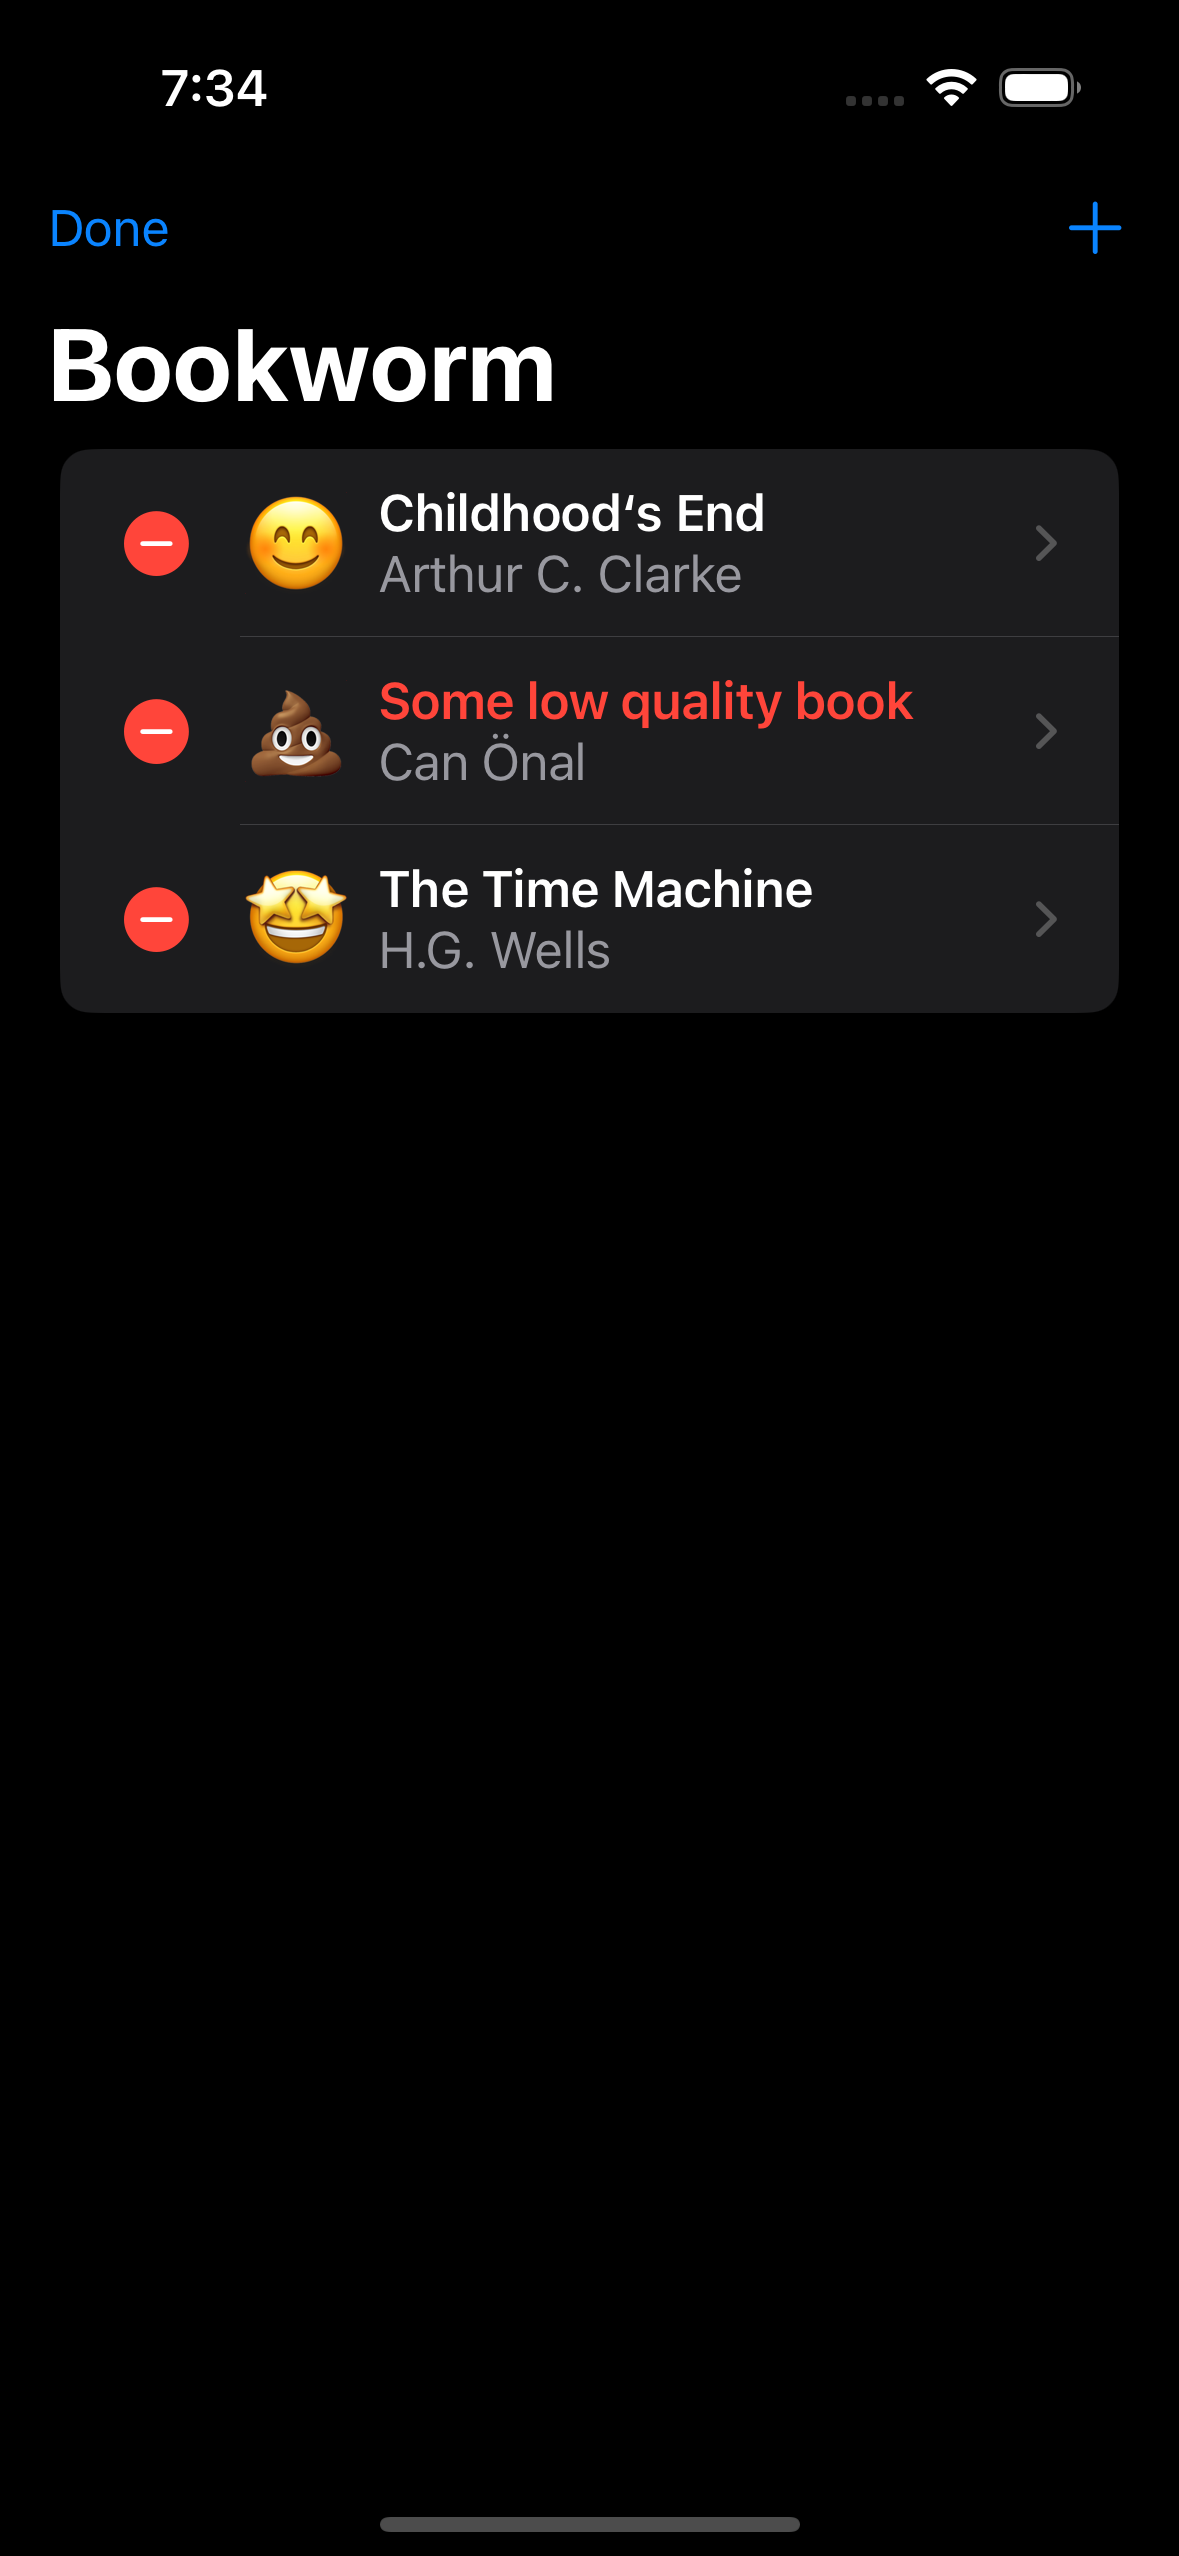 7:34
Done
Bookworm
Childhood‘s End
Arthur C. Clarke
Some low quality book
Can Önal
The Time Machine
H.G. Wells